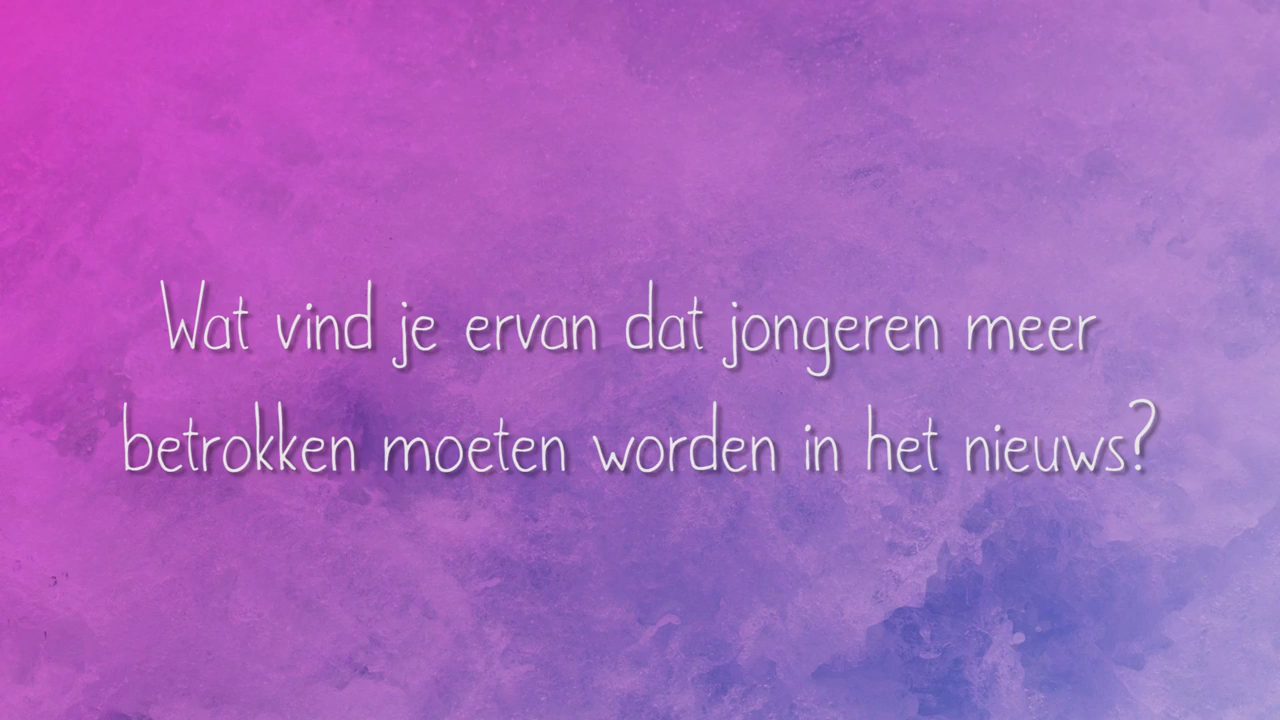 Wat vind je ervan dat jongeren meer
betrokken moeten worden in het nieuws?